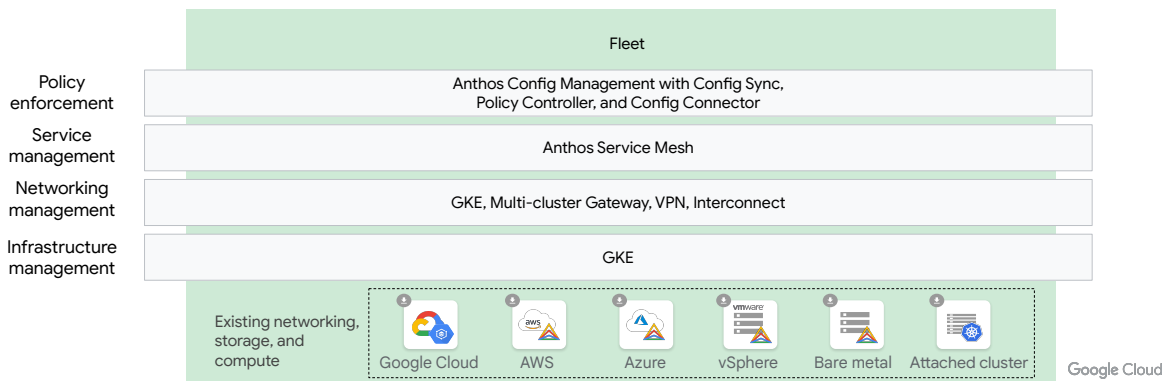 Fleet
Policy
enforcement
Anthos Config Management with Config Sync,
Policy Controller, and Config Connector
Service
management
Anthos Service Mesh
Networking
management
GKE, Multi-cluster Gateway, VPN, Interconnect
Infrastructure
management
GKE
Existing networking,
storage, and
compute
aws
vmware
Google Cloud
AWS
Azure
vSphere
Bare metal
Attached cluster
Google Cloud